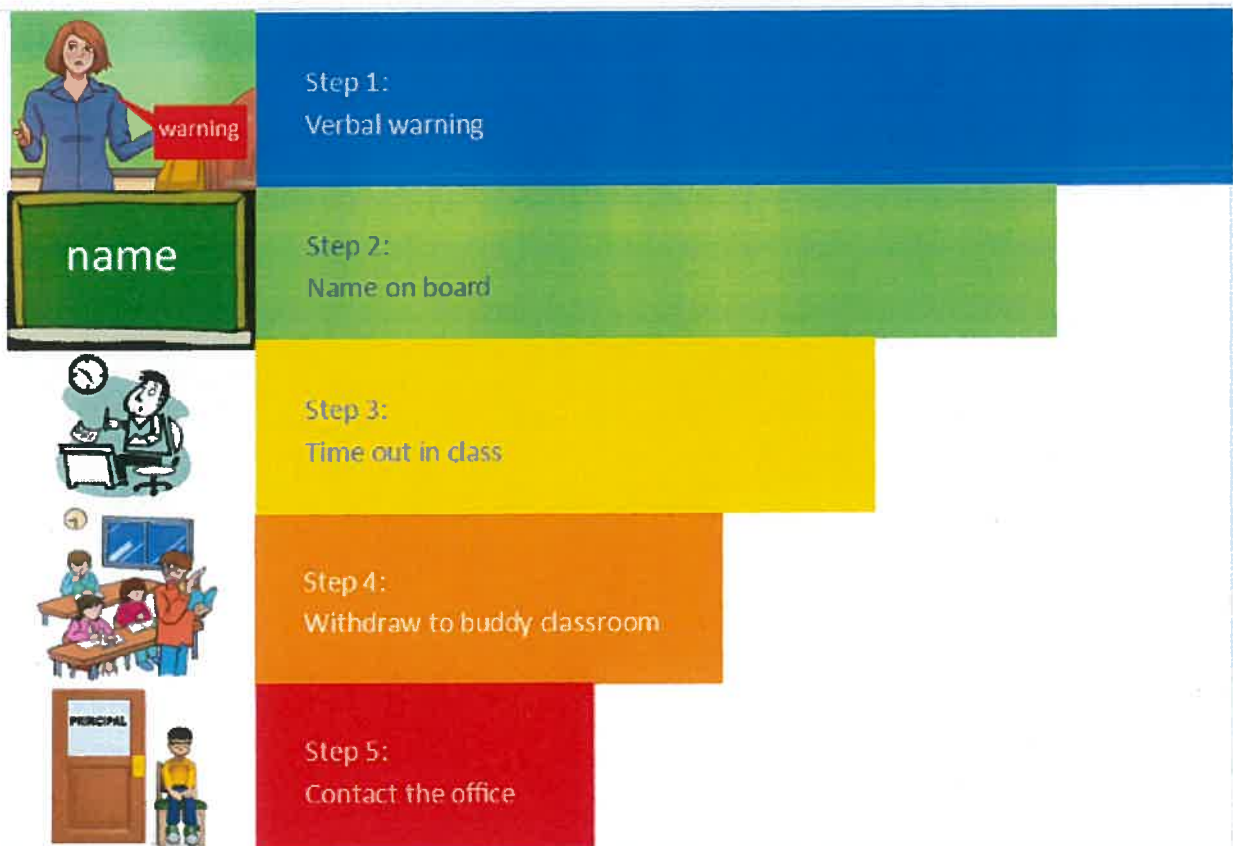 warning
Step 1:
Verbal warning
name
Step 2:
Name on board
Step 3:
Time out in class
Step 4:
Withdraw to buddy classroom
PRINCIPAL
Step 5:
Contact the office